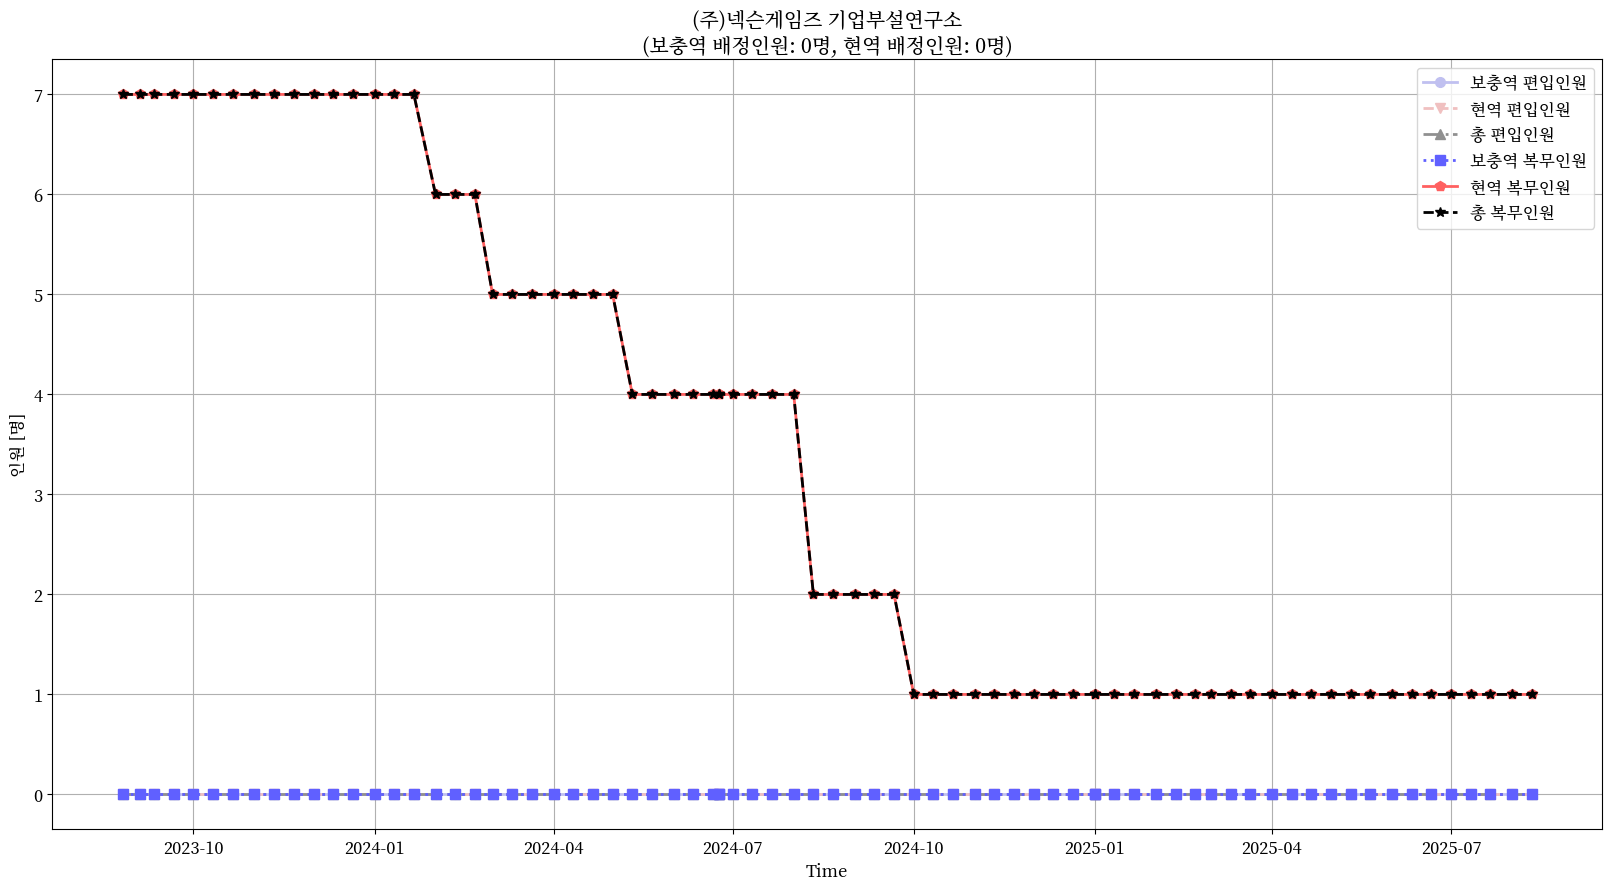 (주)넥슨게임즈 기업부설연구소
(보충역 배정인원: 0명, 현역 배정인원: 0명)
보충역 편입인원
현역 편입인원
총 편입인원
보충역 복무인원
현역 복무인원
총 복무인원
인원 [명]
7
6
5
4
3
2
1
0
2023-10
2024-01
2024-04
2024-07
2024-10
2025-01
2025-04
2025-07
Time